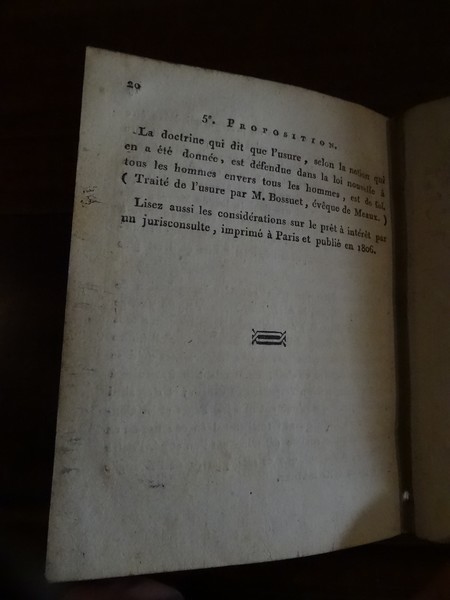 20
5e. PROPOSITION.
La doctrine qui dit que l'usure, selon la notion qui
en a été donnée, est défendue dans la loi nouvelle à
tous les hommes envers tous les hommes, est de foi.
( Traité de l'usure par M. Bossuet, évêque de Meaux. )
Lisez aussi les considérations sur le prêt à intérêt par
un jurisconsulte, imprimé à Paris et publié en 1806.